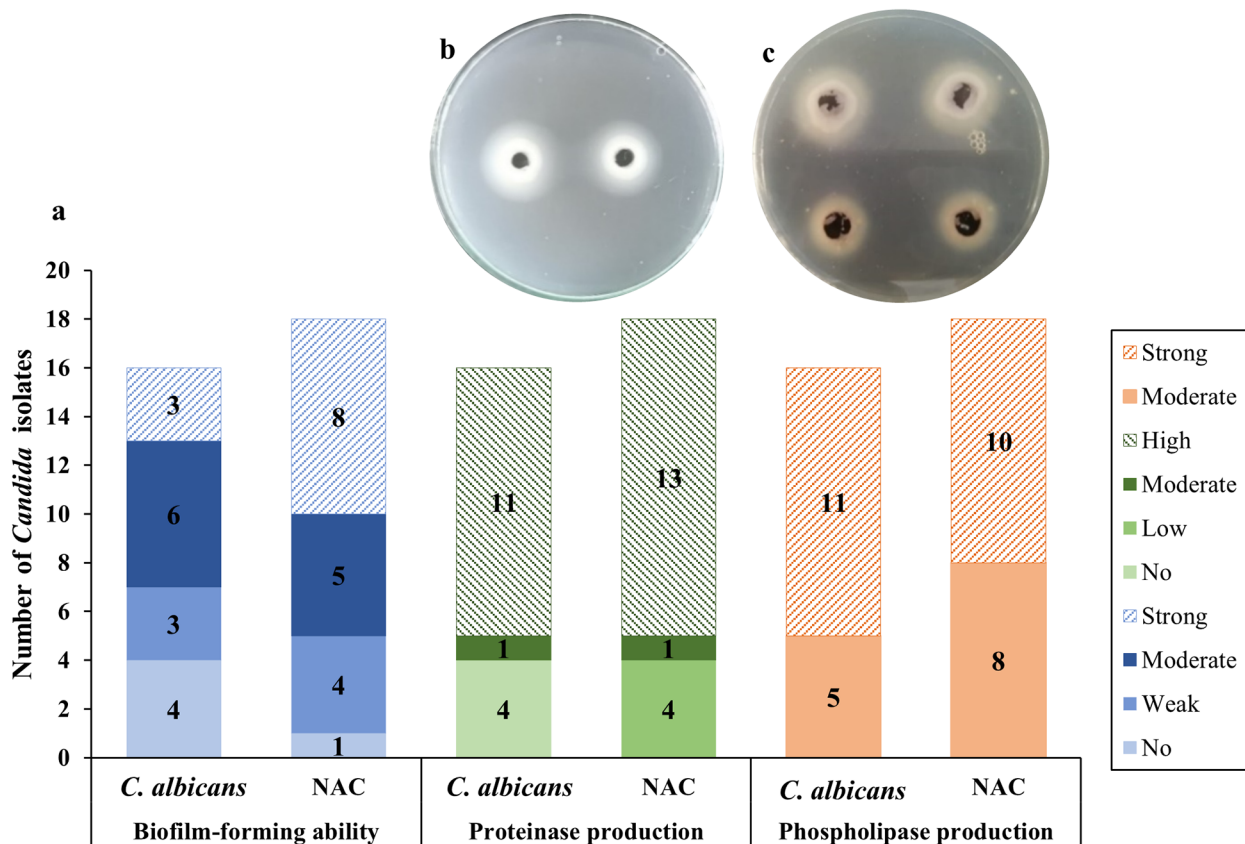 b
c
a
Number of Candida isolates
20
18
16
14
12
10
8
6
4
2
0
3
6
3
4
8
5
4
1
11
1
4
13
1
4
11
5
10
8
C. albicans
NAC
C. albicans
NAC
C. albicans
NAC
Biofilm-forming ability
Proteinase production
Phospholipase production
Strong
Moderate
High
Moderate
Low
No
Strong
Moderate
Weak
No